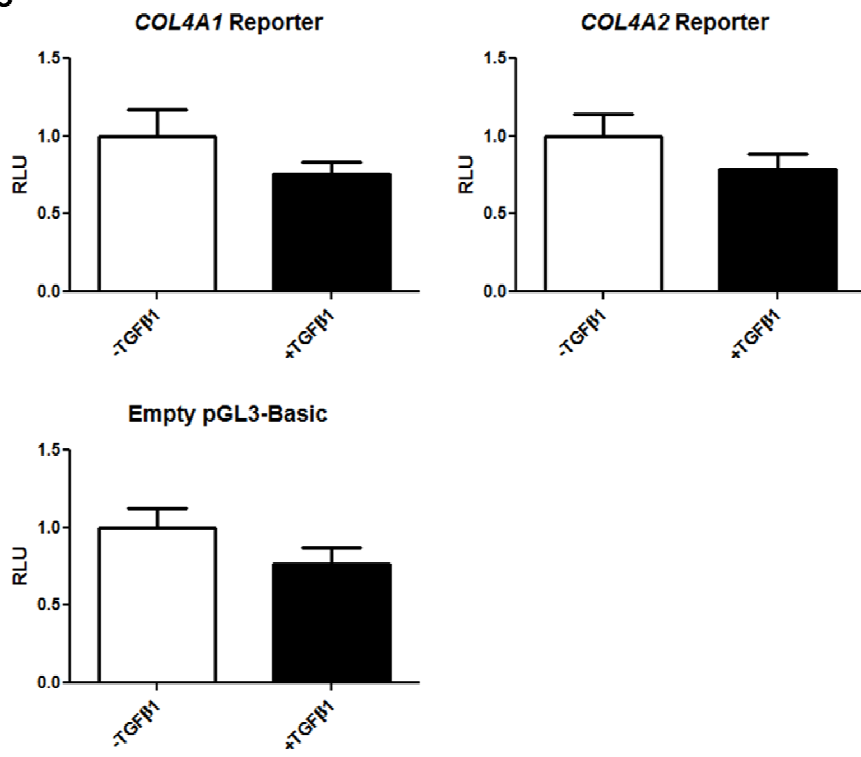 COL4A1 Reporter
1.5
1.0
0.5
0.0
RLU
-TGFβ1
+TGFβ1
COL4A2 Reporter
1.5
1.0
0.5
0.0
RLU
-TGFβ1
+TGFβ1
Empty pGL3-Basic
1.5
1.0
0.5
0.0
RLU
-TGFβ1
+TGFβ1